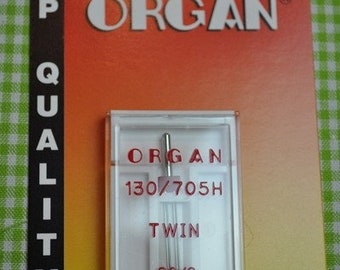 ORGAN®
P QUALIT
ORGAN
130/705H
TWIN